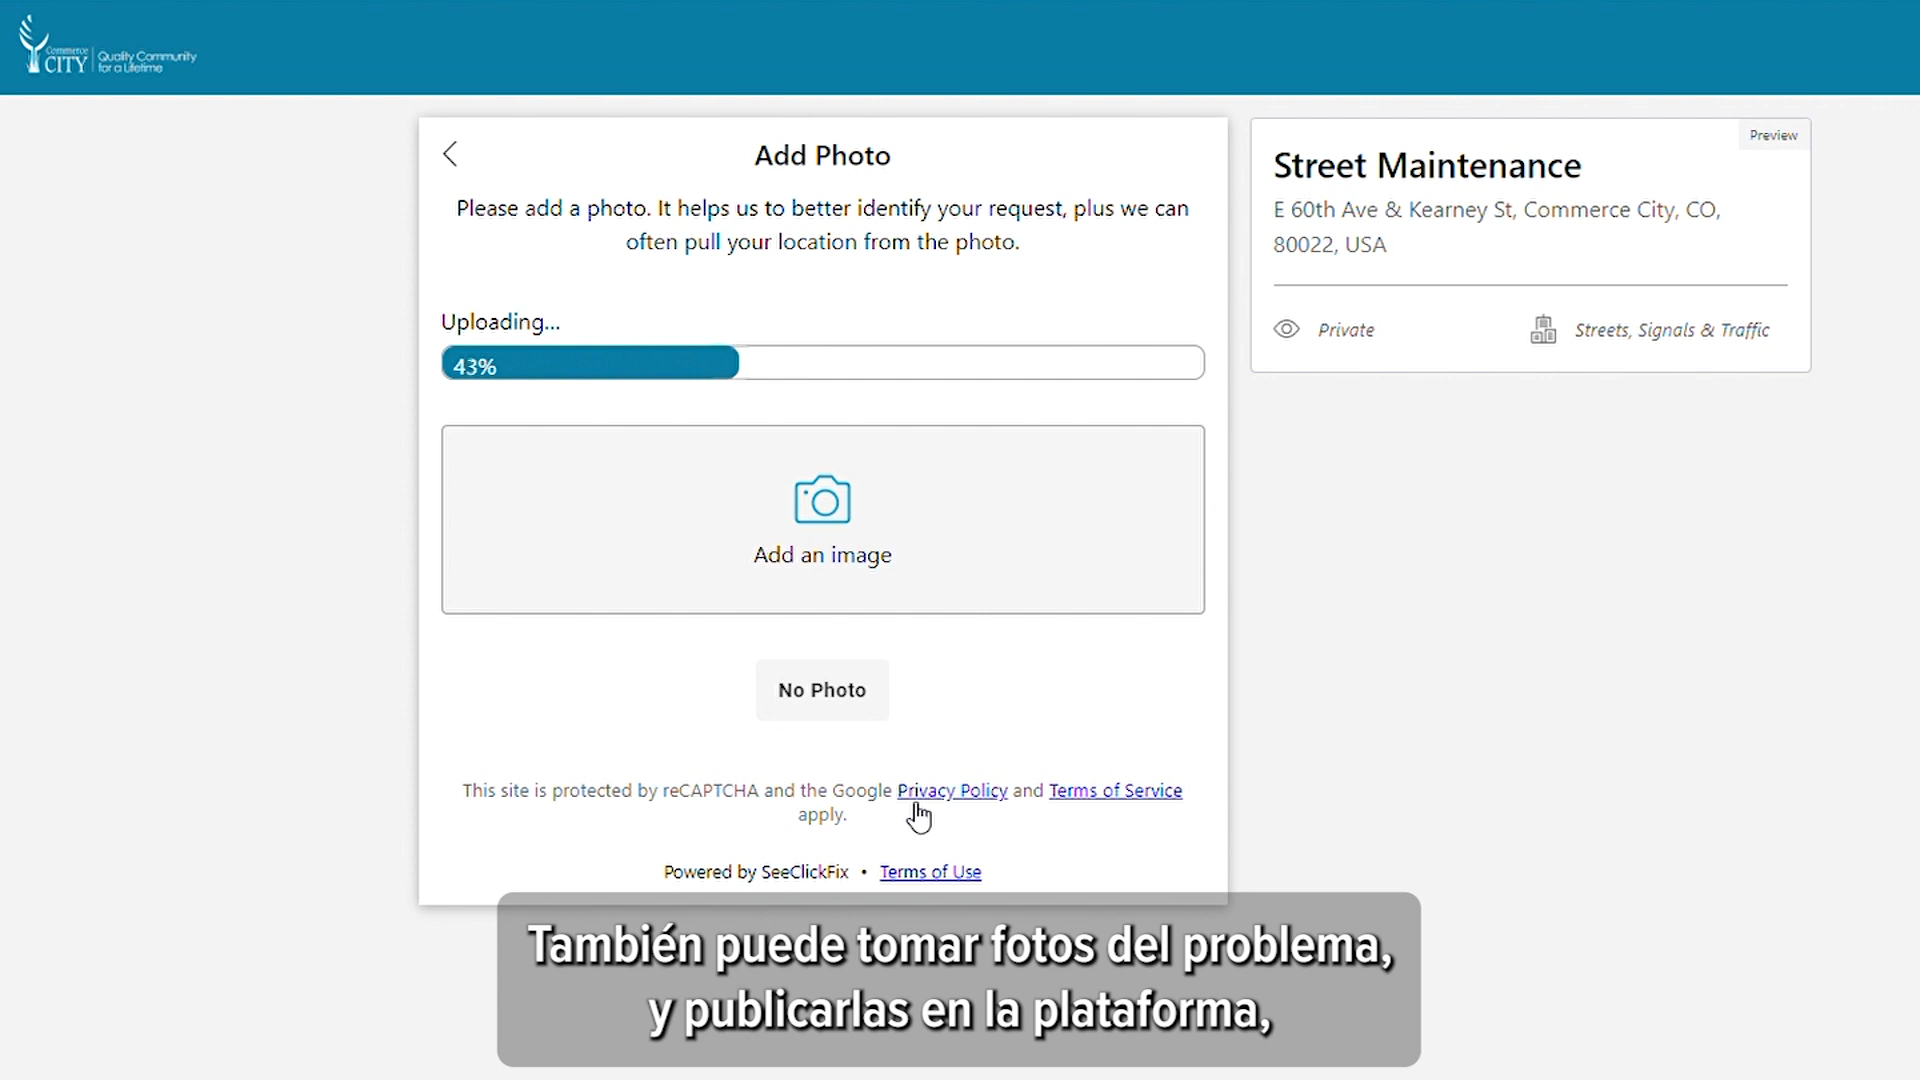 Commerce
CITY
Quality Community
for a Lifetime
Add Photo
Please add a photo. It helps us to better identify your request, plus we can
often pull your location from the photo.
Uploading...
43%
Add an image
No Photo
This site is protected by reCAPTCHA and the Google Privacy Policy and Terms of Service
apply.
Powered by SeeClickFix • Terms of Use
Preview
Street Maintenance
E 60th Ave & Kearney St, Commerce City, CO,
80022, USA
Private
Streets, Signals & Traffic
También puede tomar fotos del problema,
y publicarlas en la plataforma,